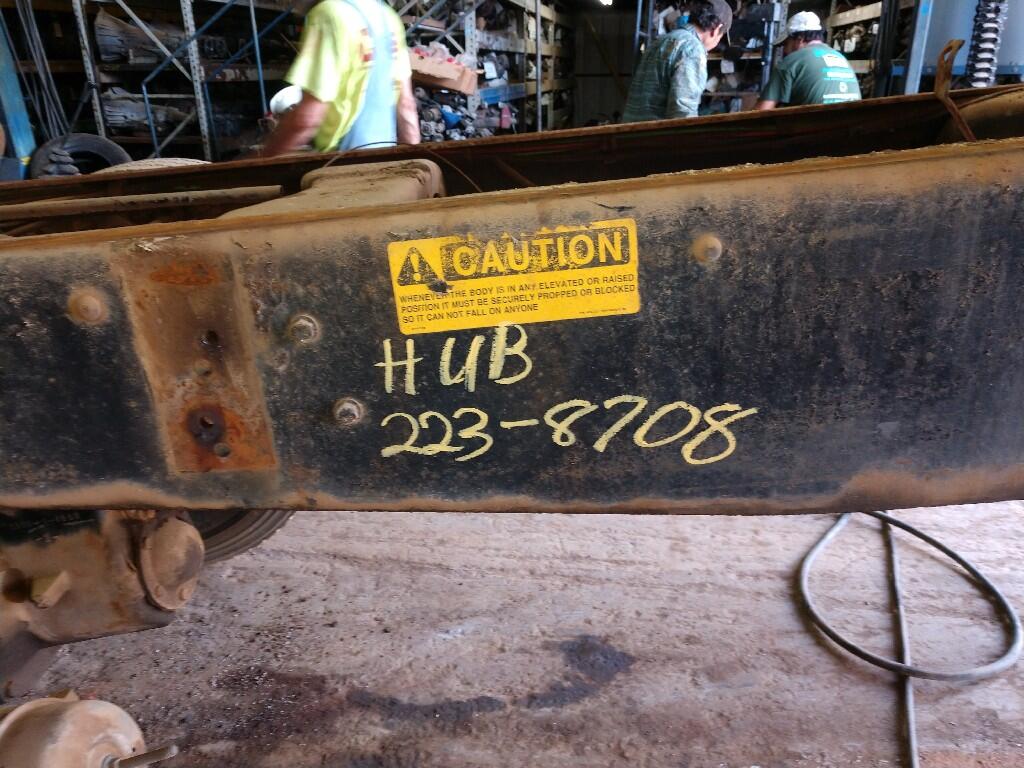 CAUTION
WHENEVER THE BODY IS IN ANY ELEVATED OR RAISED
POSITION IT MUST BE SECURELY PROPPED OR BLOCKED
SO IT CAN NOT FALL ON ANYONE
HUB
223-8708